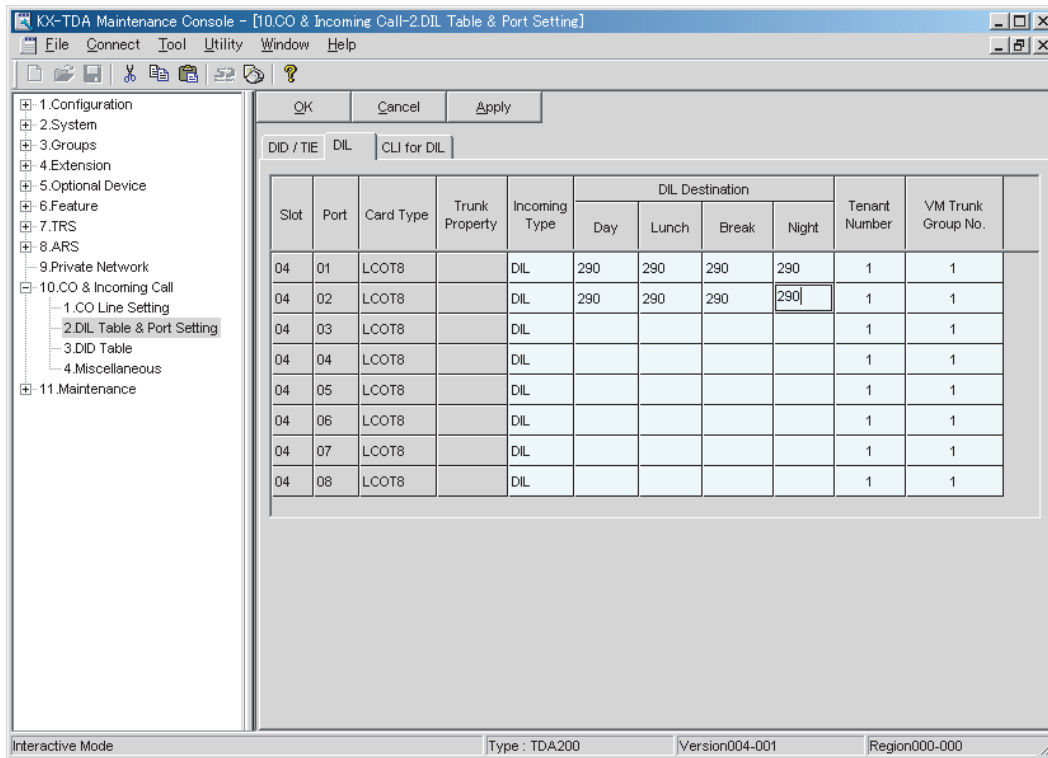 KX-TDA Maintenance Console - [10.CO & Incoming Call-2.DIL Table & Port Setting]
File Connect Tool Utility Window Help
1.Configuration
2.System
3.Groups
4.Extension
5.Optional Device
6.Feature
7.TRS
8.ARS
9.Private Network
10.CO & Incoming Call
1.CO Line Setting
2.DIL Table & Port Setting
3.DID Table
4.Miscellaneous
11.Maintenance
OK Cancel Apply
DID / TIE DIL CLI for DIL
Slot Port Card Type Trunk Property Incoming Type DIL Destination Tenant Number VM Trunk Group No.
Day Lunch Break Night
04 01 LCOT8 DIL 290 290 290 290 1 1
04 02 LCOT8 DIL 290 290 290 290 1 1
04 03 LCOT8 DIL 1 1
04 04 LCOT8 DIL 1 1
04 05 LCOT8 DIL 1 1
04 06 LCOT8 DIL 1 1
04 07 LCOT8 DIL 1 1
04 08 LCOT8 DIL 1 1
Interactive Mode Type : TDA200 Version004-001 Region000-000